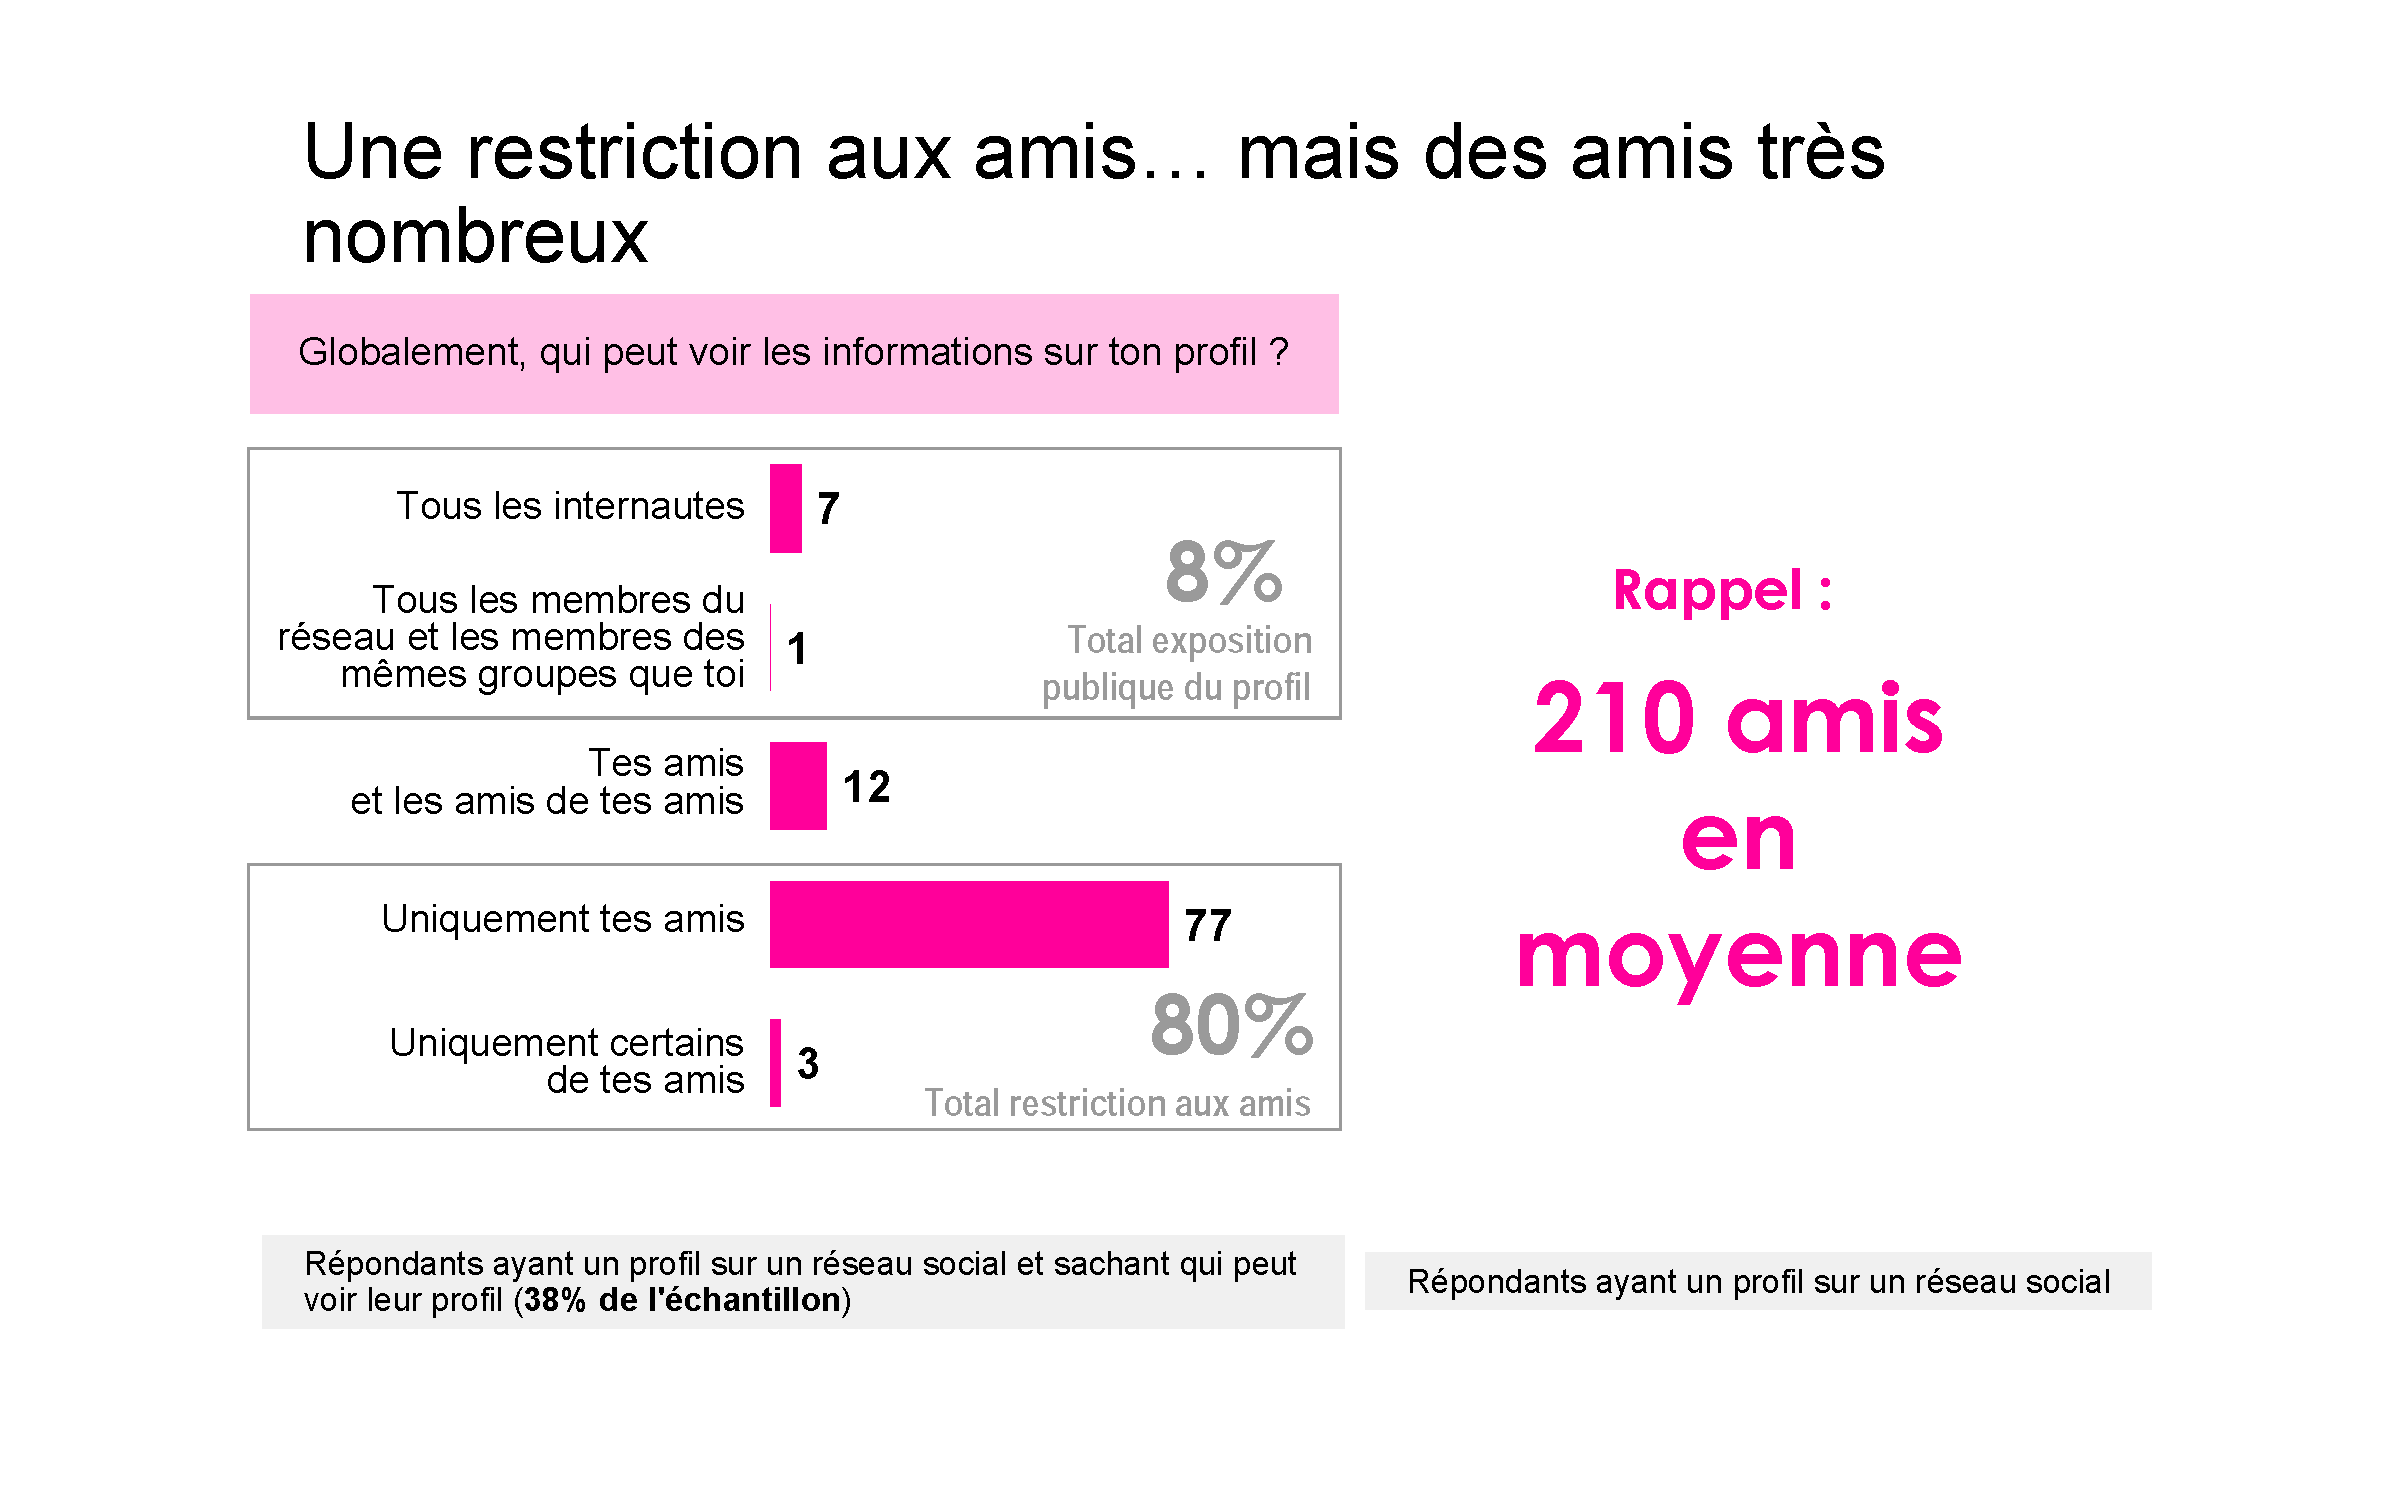 Une restriction aux amis… mais des amis très
nombreux
Globalement, qui peut voir les informations sur ton profil ?
Tous les internautes
7
Tous les membres du
réseau et les membres des
mêmes groupes que toi
1
8%
Total exposition
publique du profil
Tes amis
et les amis de tes amis
12
Uniquement tes amis
77
Uniquement certains
de tes amis
3
80%
Total restriction aux amis
Rappel :
210 amis
en
moyenne
Répondants ayant un profil sur un réseau social et sachant qui peut
voir leur profil (38% de l'échantillon)
Répondants ayant un profil sur un réseau social